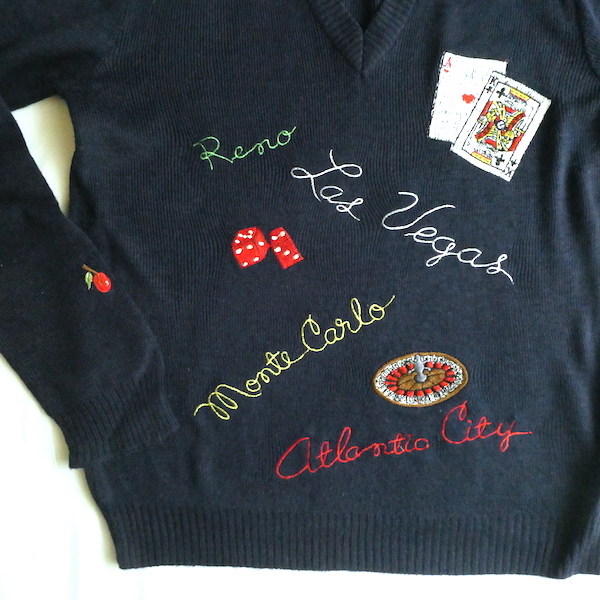 A
K
K
Reno
Las Vegas
Monte Carlo
Atlantic City